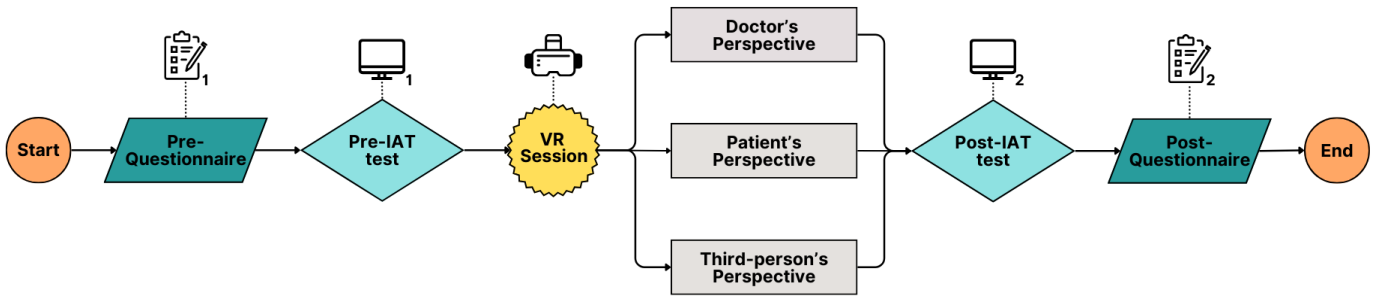 Start
1
Pre-
Questionnaire
1
Pre-IAT
test
VR
Session
Doctor's
Perspective
Patient's
Perspective
Third-person's
Perspective
2
Post-IAT
test
2
Post-
Questionnaire
End